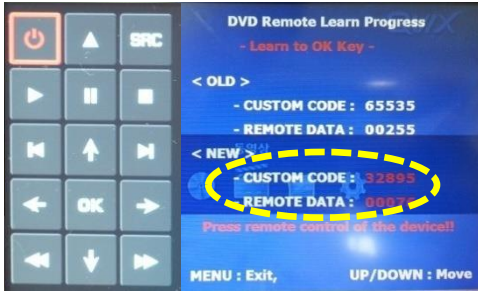 DVD Remote Learn Progress
- Learn to OK Key -
SRC
< OLD >
- CUSTOM CODE : 65535
- REMOTE DATA : 00255
< NEW >
- CUSTOM CODE : 32895
OK
- REMOTE DATA :
Press remote control of the device!!
MENU : Exit, UP/DOWN : Move